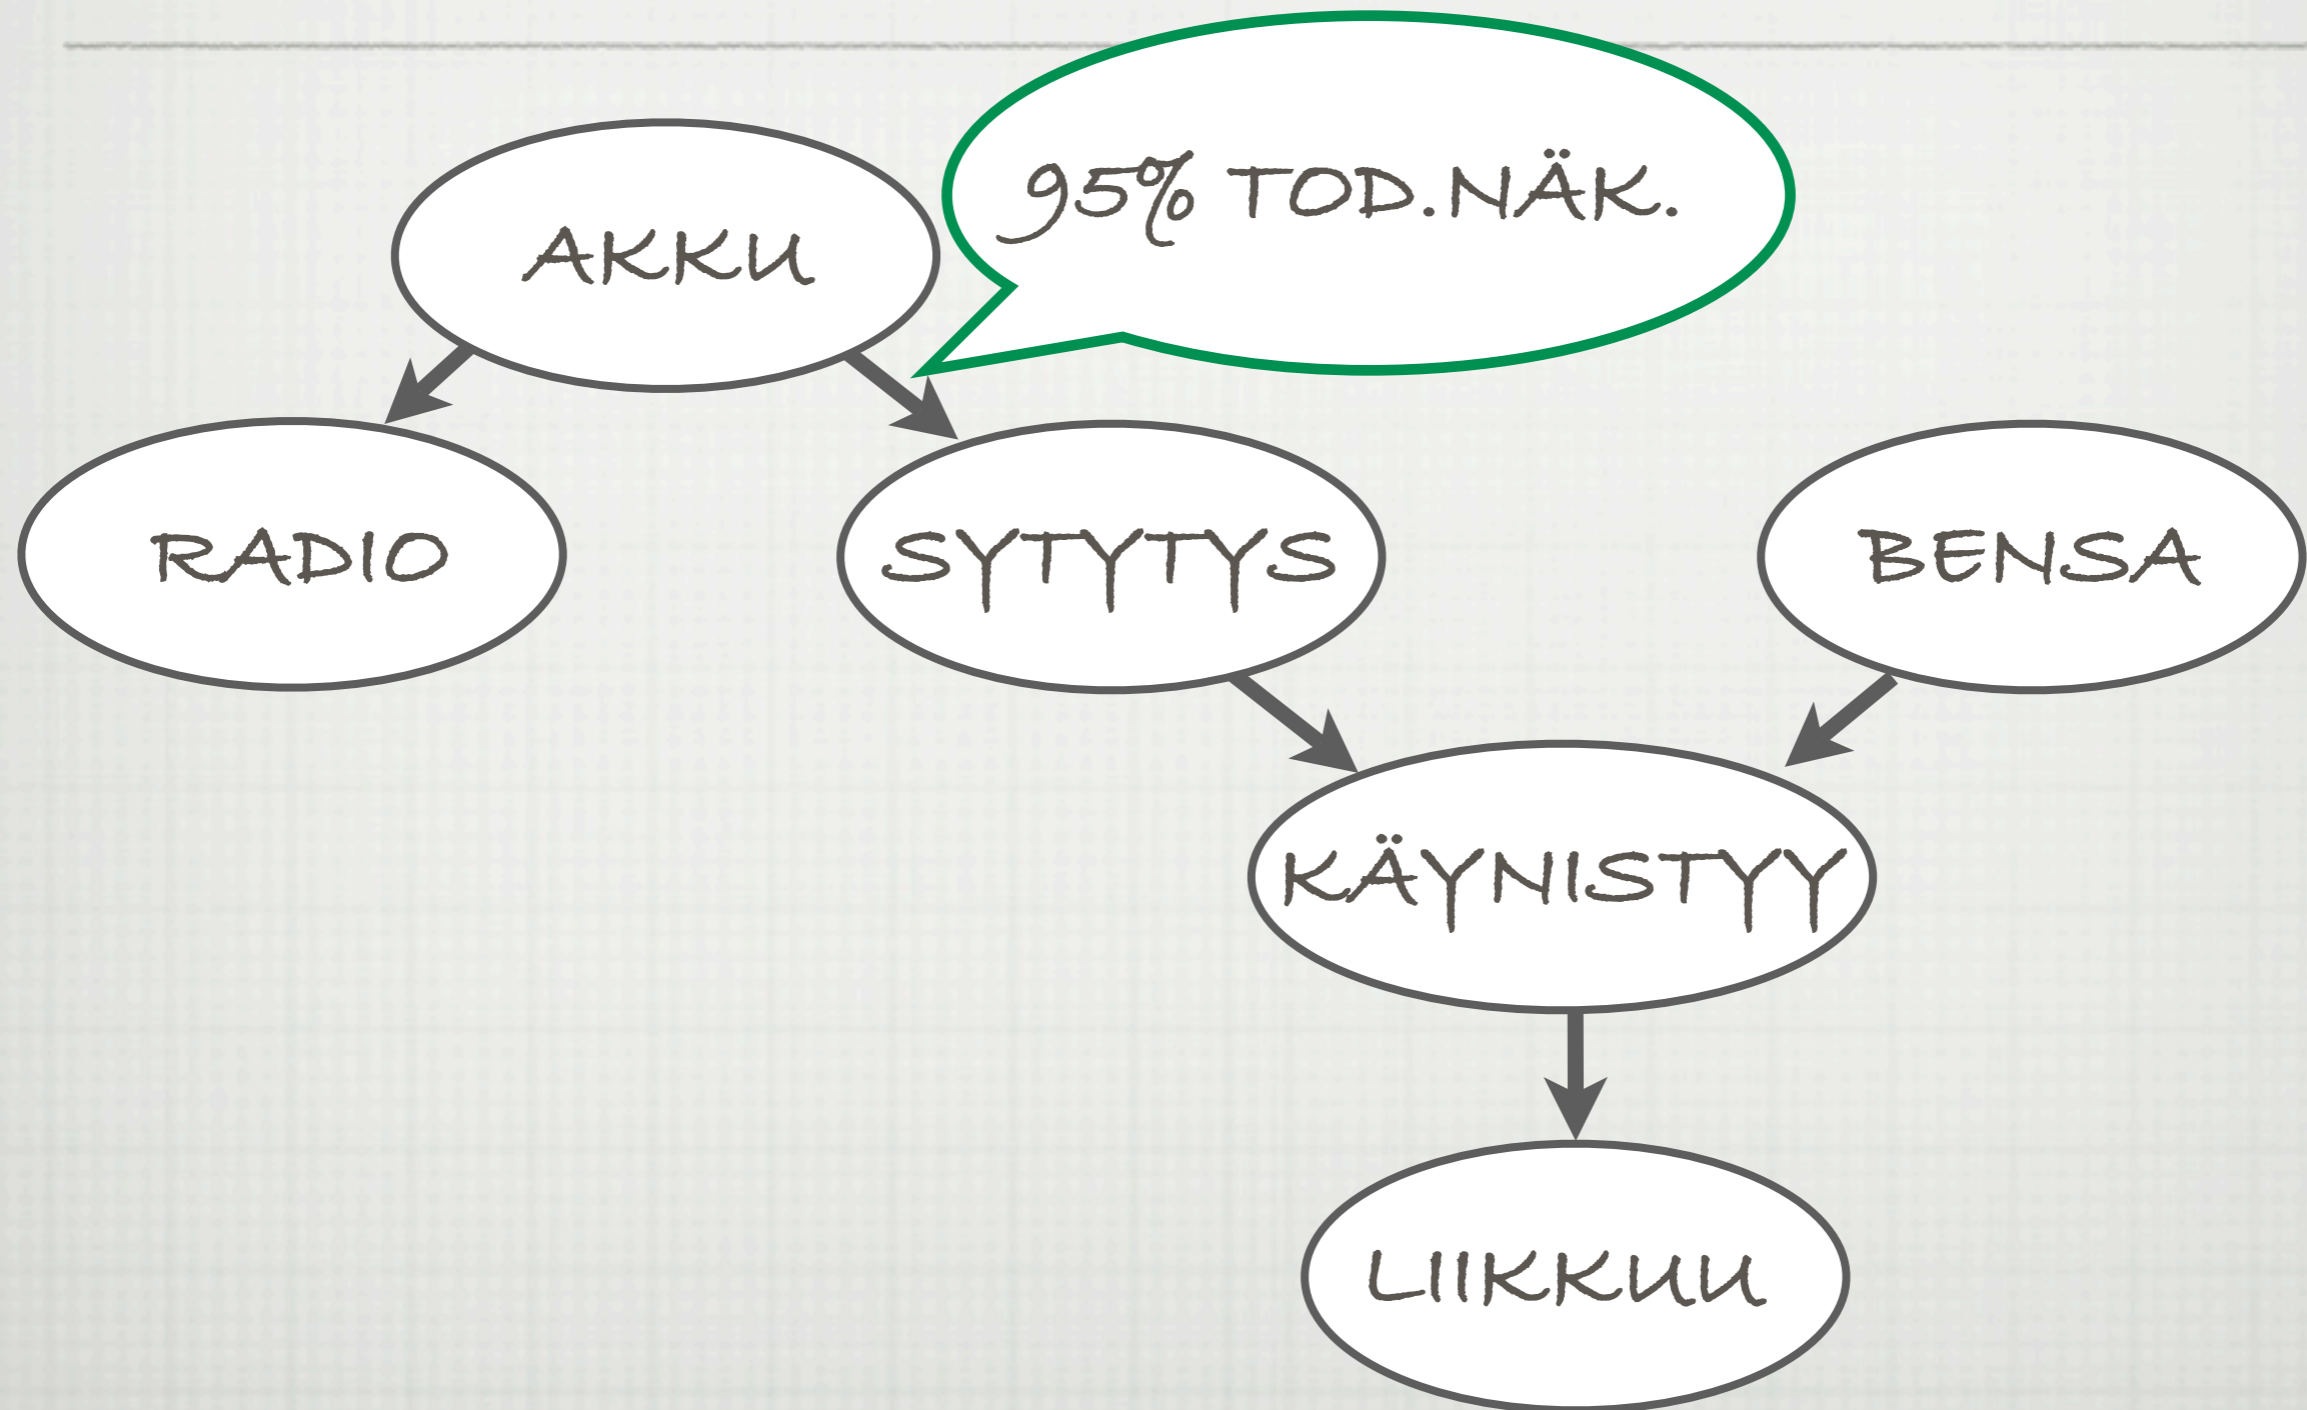 95% TOD.NÄK.
AKKU
RADIO
SYTYTYS
BENSA
KÄYNISTYY
LIIKKUU